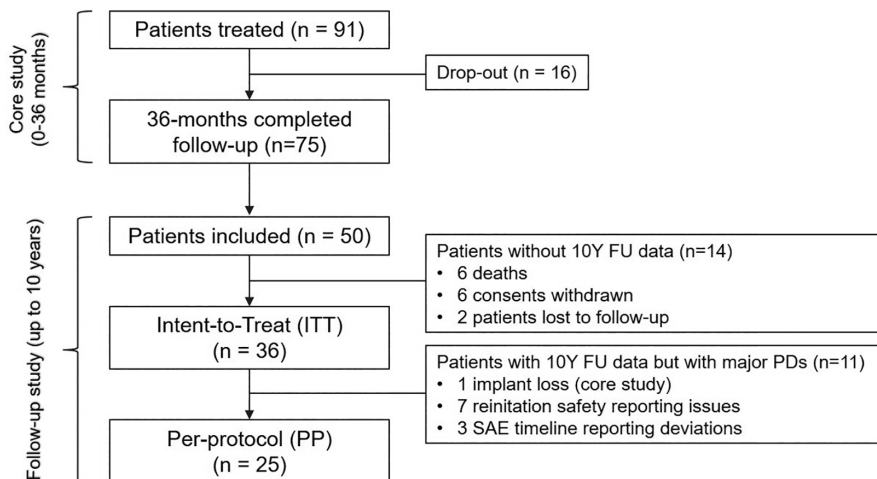 Core study
(0-36 months)
Patients treated (n = 91)
Drop-out (n = 16)
36-months completed
follow-up (n=75)
Follow-up study (up to 10 years)
Patients included (n = 50)
Patients without 10Y FU data (n=14)
• 6 deaths
• 6 consents withdrawn
• 2 patients lost to follow-up
Intent-to-Treat (ITT)
(n = 36)
Patients with 10Y FU data but with major PDs (n=11)
• 1 implant loss (core study)
• 7 reinitation safety reporting issues
• 3 SAE timeline reporting deviations
Per-protocol (PP)
(n = 25)